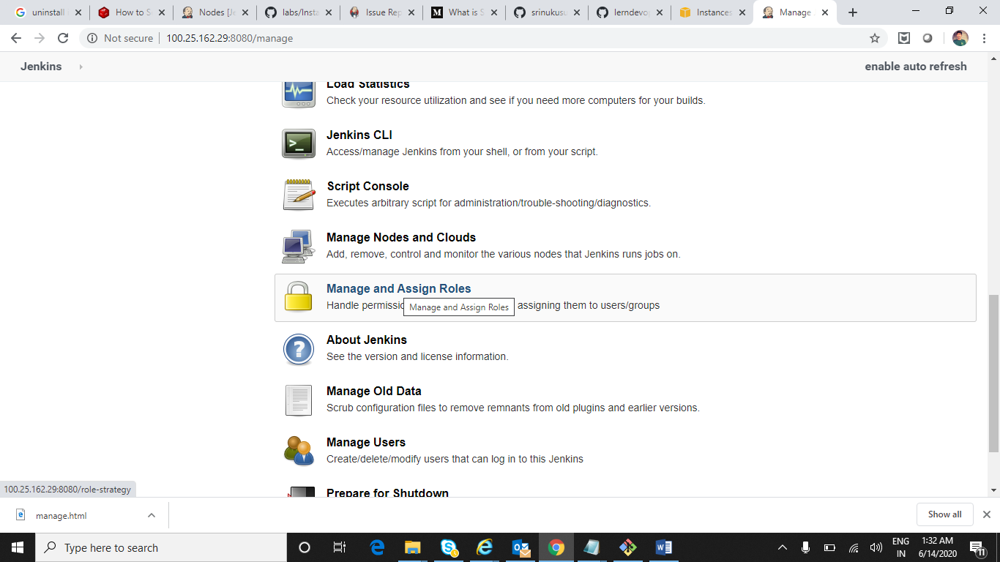 uninstall
How to S
Nodes [Je
labs/Insta
Issue Rep
What is S
srinukusu
lerndevop
Instances
Manage
Not secure
100.25.162.29:8080/manage
Jenkins
enable auto refresh
Load Statistics
Check your resource utilization and see if you need more computers for your builds.
Jenkins CLI
Access/manage Jenkins from your shell, or from your script.
Script Console
Executes arbitrary script for administration/trouble-shooting/diagnostics.
Manage Nodes and Clouds
Add, remove, control and monitor the various nodes that Jenkins runs jobs on.
Manage and Assign Roles
Handle permissio assigning them to users/groups
Manage and Assign Roles
About Jenkins
See the version and license information.
Manage Old Data
Scrub configuration files to remove remnants from old plugins and earlier versions.
Manage Users
Create/delete/modify users that can log in to this Jenkins
Prepare for Shutdown
100.25.162.29:8080/role-strategy
manage.html
Show all
Type here to search
ENG
IN
1:32 AM
6/14/2020
11